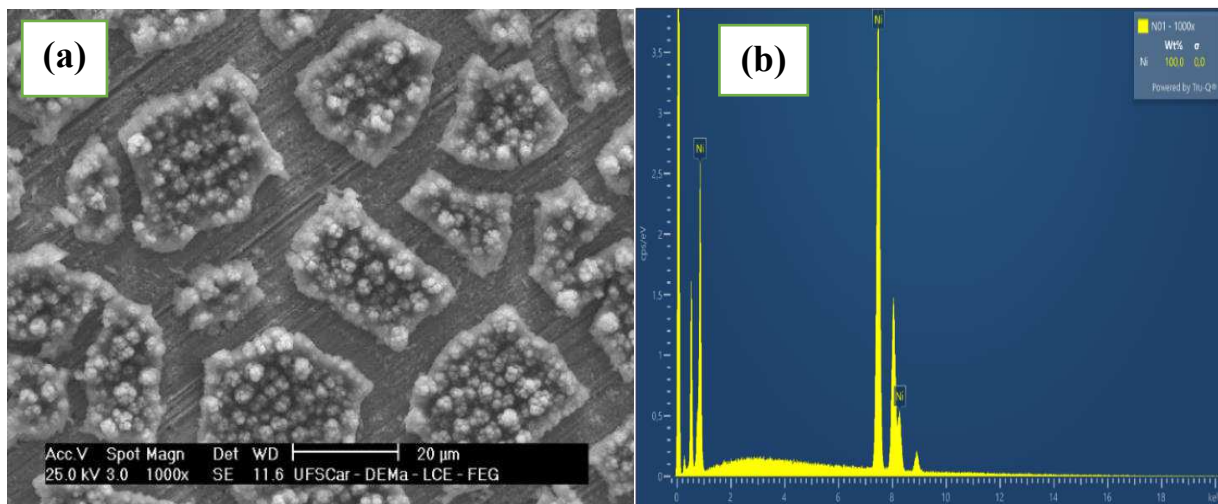 (a)
Acc.V Spot Magn Det WD 20 µm
25.0 kV 3.0 1000x SE 11.6 UFSCar - DEMa - LCE - FEG
(b)
N01 - 1000x
Wt% σ
Ni 100.0 0,0
Powered by Tru-Q®
Ni
Ni
Ni
cps/eV
3,5
3
2,5
2
1,5
1
0,5
0
0 2 4 6 8 10 12 14 16 18